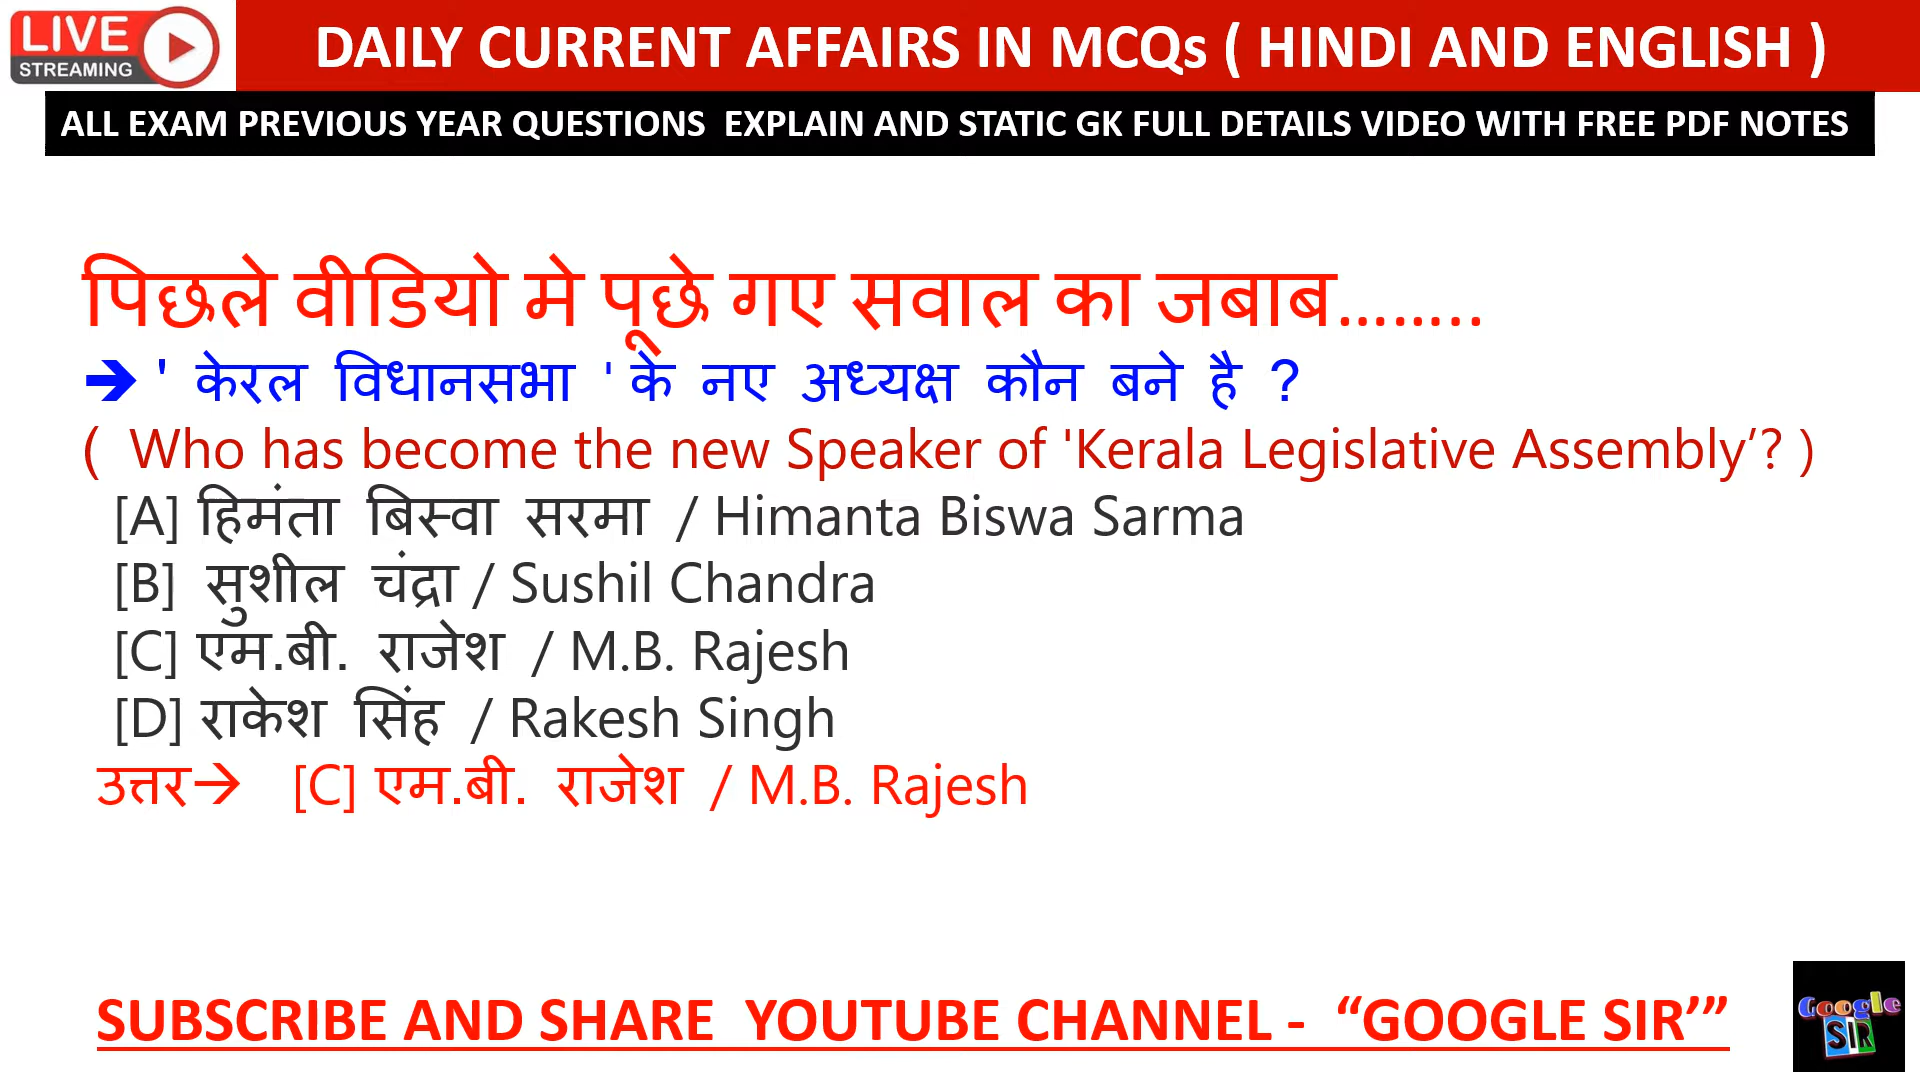 LIVE
STREAMING
DAILY CURRENT AFFAIRS IN MCQs ( HINDI AND ENGLISH )
ALL EXAM PREVIOUS YEAR QUESTIONS EXPLAIN AND STATIC GK FULL DETAILS VIDEO WITH FREE PDF NOTES
पिछले वीडियो मे पूछे गए सवाल का जबाब........
➔ ' केरल विधानसभा ' के नए अध्यक्ष कौन बने है ?
( Who has become the new Speaker of 'Kerala Legislative Assembly’? )
[A] हिमंता बिस्वा सरमा / Himanta Biswa Sarma
[B] सुशील चंद्रा / Sushil Chandra
[C] एम.बी. राजेश / M.B. Rajesh
[D] राकेश सिंह / Rakesh Singh
उत्तर→ [C] एम.बी. राजेश / M.B. Rajesh
SUBSCRIBE AND SHARE YOUTUBE CHANNEL - “GOOGLE SIR’”
Google
SIR